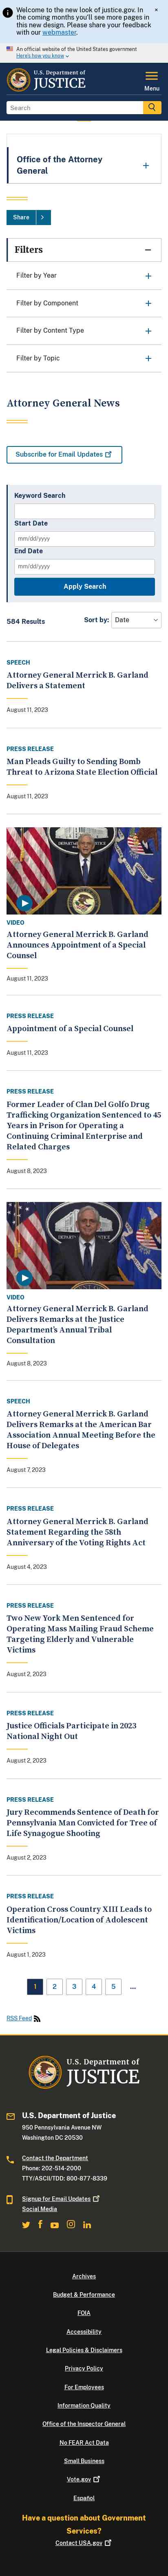 Welcome to the new look of justice.gov. In
the coming months you'll see more pages in
this new design. Please share your feedback
with our webmaster.
An official website of the United States government
Here's how you know
U.S. Department of
JUSTICE
Menu
Search
Office of the Attorney
General
Share
Filters
Filter by Year
Filter by Component
Filter by Content Type
Filter by Topic
Attorney General News
Subscribe for Email Updates
Keyword Search
Start Date
mm/dd/yyyy
End Date
mm/dd/yyyy
Apply Search
584 Results
Sort by: Date
SPEECH
Attorney General Merrick B. Garland
Delivers a Statement
August 11, 2023
PRESS RELEASE
Man Pleads Guilty to Sending Bomb
Threat to Arizona State Election Official
August 11, 2023
VIDEO
Attorney General Merrick B. Garland
Announces Appointment of a Special
Counsel
August 11, 2023
PRESS RELEASE
Appointment of a Special Counsel
August 11, 2023
PRESS RELEASE
Former Leader of Clan Del Golfo Drug
Trafficking Organization Sentenced to 45
Years in Prison for Operating a
Continuing Criminal Enterprise and
Related Charges
August 8, 2023
VIDEO
Attorney General Merrick B. Garland
Delivers Remarks at the Justice
Department's Annual Tribal
Consultation
August 8, 2023
SPEECH
Attorney General Merrick B. Garland
Delivers Remarks at the American Bar
Association Annual Meeting Before the
House of Delegates
August 7, 2023
PRESS RELEASE
Attorney General Merrick B. Garland
Statement Regarding the 58th
Anniversary of the Voting Rights Act
August 4, 2023
PRESS RELEASE
Two New York Men Sentenced for
Operating Mass Mailing Fraud Scheme
Targeting Elderly and Vulnerable
Victims
August 2, 2023
PRESS RELEASE
Justice Officials Participate in 2023
National Night Out
August 2, 2023
PRESS RELEASE
Jury Recommends Sentence of Death for
Pennsylvania Man Convicted for Tree of
Life Synagogue Shooting
August 2, 2023
PRESS RELEASE
Operation Cross Country XIII Leads to
Identification/Location of Adolescent
Victims
August 1, 2023
1 2 3 4 5 ...
RSS Feed
U.S. Department of
JUSTICE
U.S. Department of Justice
950 Pennsylvania Avenue NW
Washington DC 20530
Contact the Department
Phone: 202-514-2000
TTY/ASCII/TDD: 800-877-8339
Signup for Email Updates
Social Media
Archives
Budget & Performance
FOIA
Accessibility
Legal Policies & Disclaimers
Privacy Policy
For Employees
Information Quality
Office of the Inspector General
No FEAR Act Data
Small Business
Vote.gov
Español
Have a question about Government
Services?
Contact USA.gov